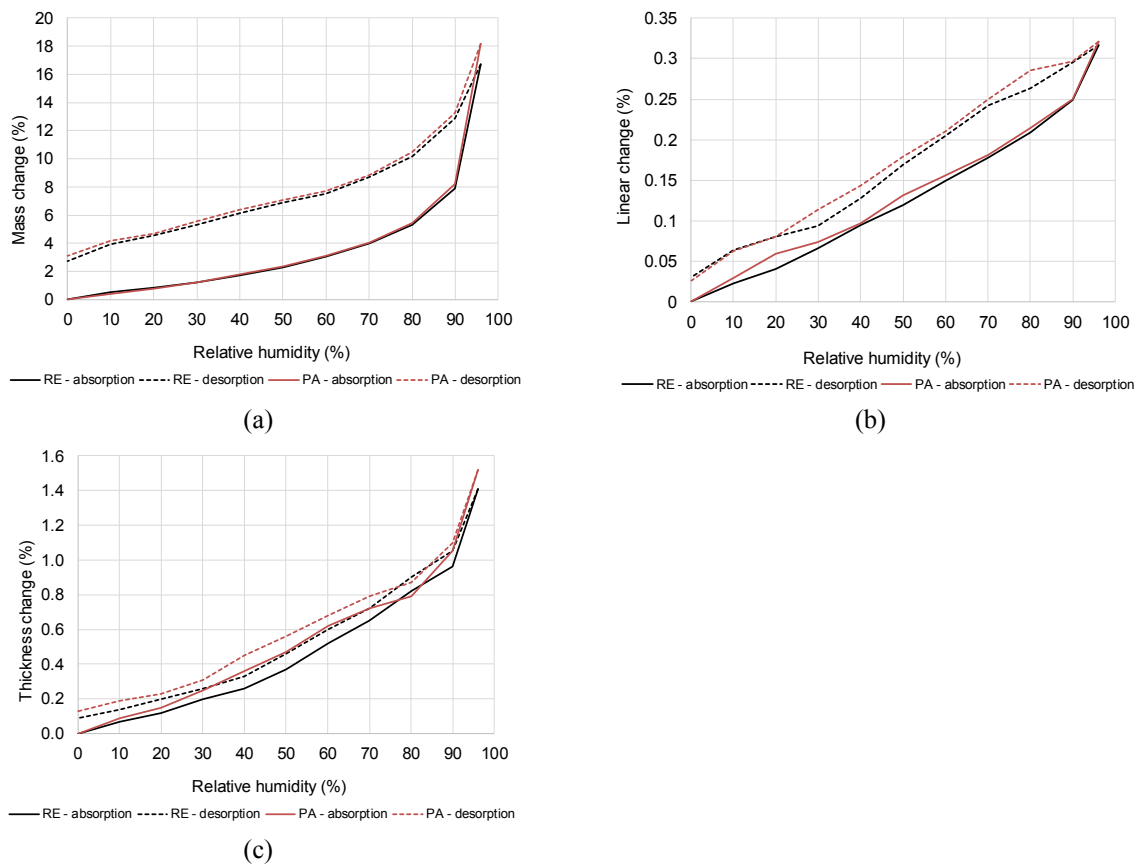 20
18
16
14
12
10
8
6
4
2
0
Mass change (%)
0 10 20 30 40 50 60 70 80 90 100
Relative humidity (%)
RE - absorption RE - desorption PA - absorption PA - desorption
(a)
0.35
0.3
0.25
0.2
0.15
0.1
0.05
0
Linear change (%)
0 10 20 30 40 50 60 70 80 90 100
Relative humidity (%)
RE - absorption RE - desorption PA - absorption PA - desorption
(b)
1.6
1.4
1.2
1.0
0.8
0.6
0.4
0.2
0.0
Thickness change (%)
0 10 20 30 40 50 60 70 80 90 100
Relative humidity (%)
RE - absorption RE - desorption PA - absorption PA - desorption
(c)